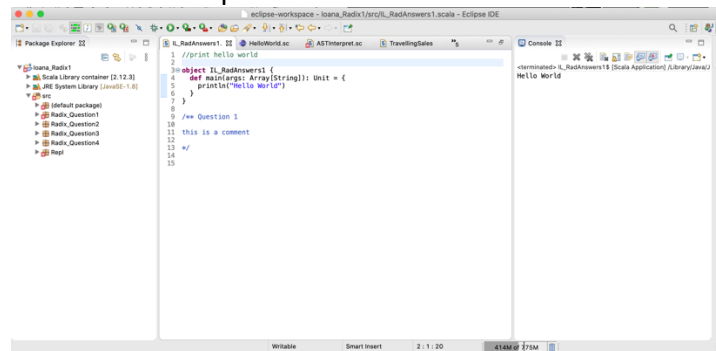 eclipse-workspace - Ioana_Radix1/src/IL_RadAnswers1.scala - Eclipse IDE
Package Explorer
Ioana_Radix1
Scala Library container [2.12.3]
JRE System Library [JavaSE-1.8]
src
(default package)
Radix_Question1
Radix_Question2
Radix_Question3
Radix_Question4
Repl
IL_RadAnswers1. HelloWorld.sc ASTInterpret.sc TravellingSales »5
1 //print hello world
2
3 object IL_RadAnswers1 {
4 def main(args: Array[String]): Unit = {
5 println("Hello World")
6 }
7 }
8
9 /** Question 1
10
11 this is a comment
12
13 */
14
15
Console
<terminated> IL_RadAnswers1$ [Scala Application] /Library/Java/J
Hello World
Writable Smart Insert 2 : 1 : 20 414M of 775M